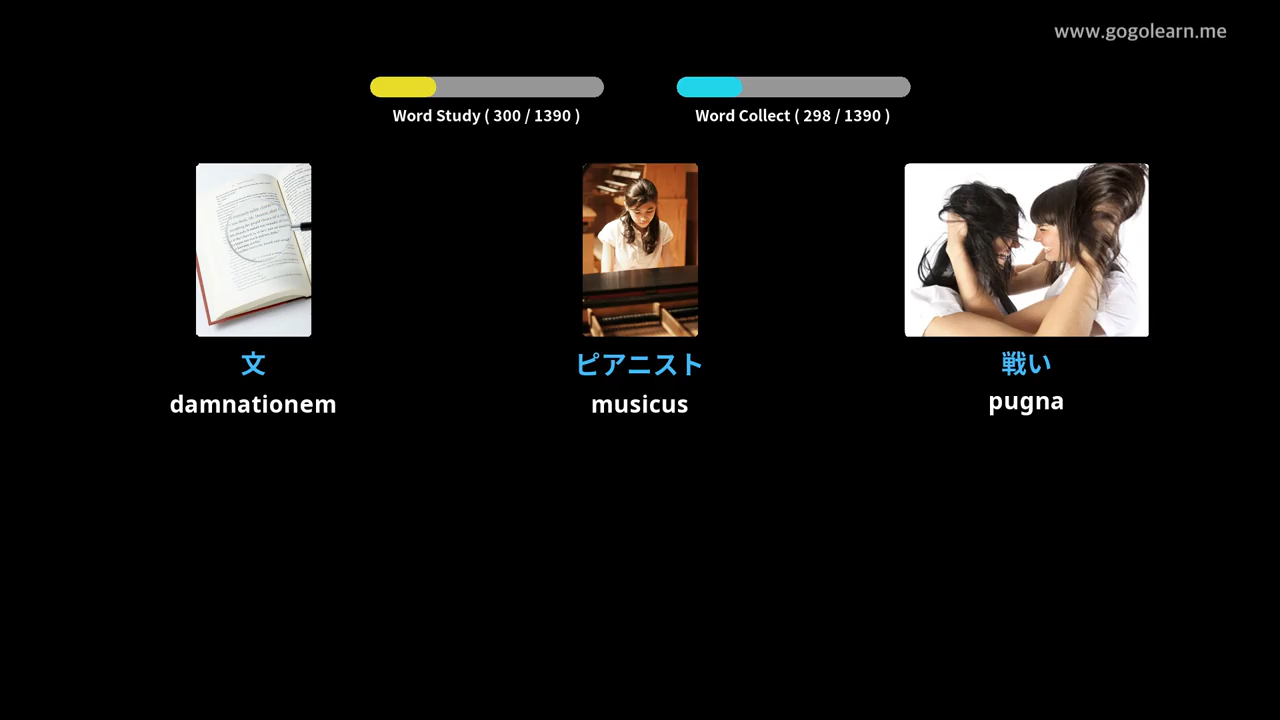 www.gogolearn.me
Word Study ( 300 / 1390 )
Word Collect ( 298 / 1390 )
文
ピアニスト
戦い
damnationem
musicus
pugna